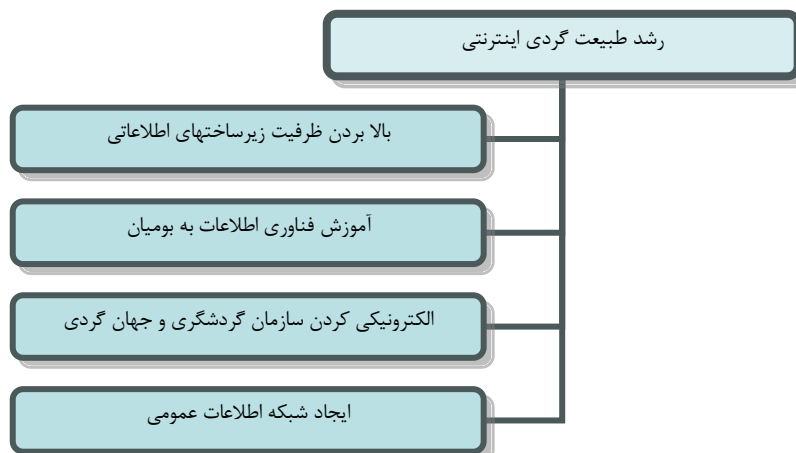 رشد طبیعت گردی اینترنتی
بالا بردن ظرفیت زیرساختهای اطلاعاتی
آموزش فناوری اطلاعات به بومیان
الکترونیکی کردن سازمان گردشگری و جهان گردی
ایجاد شبکه اطلاعات عمومی